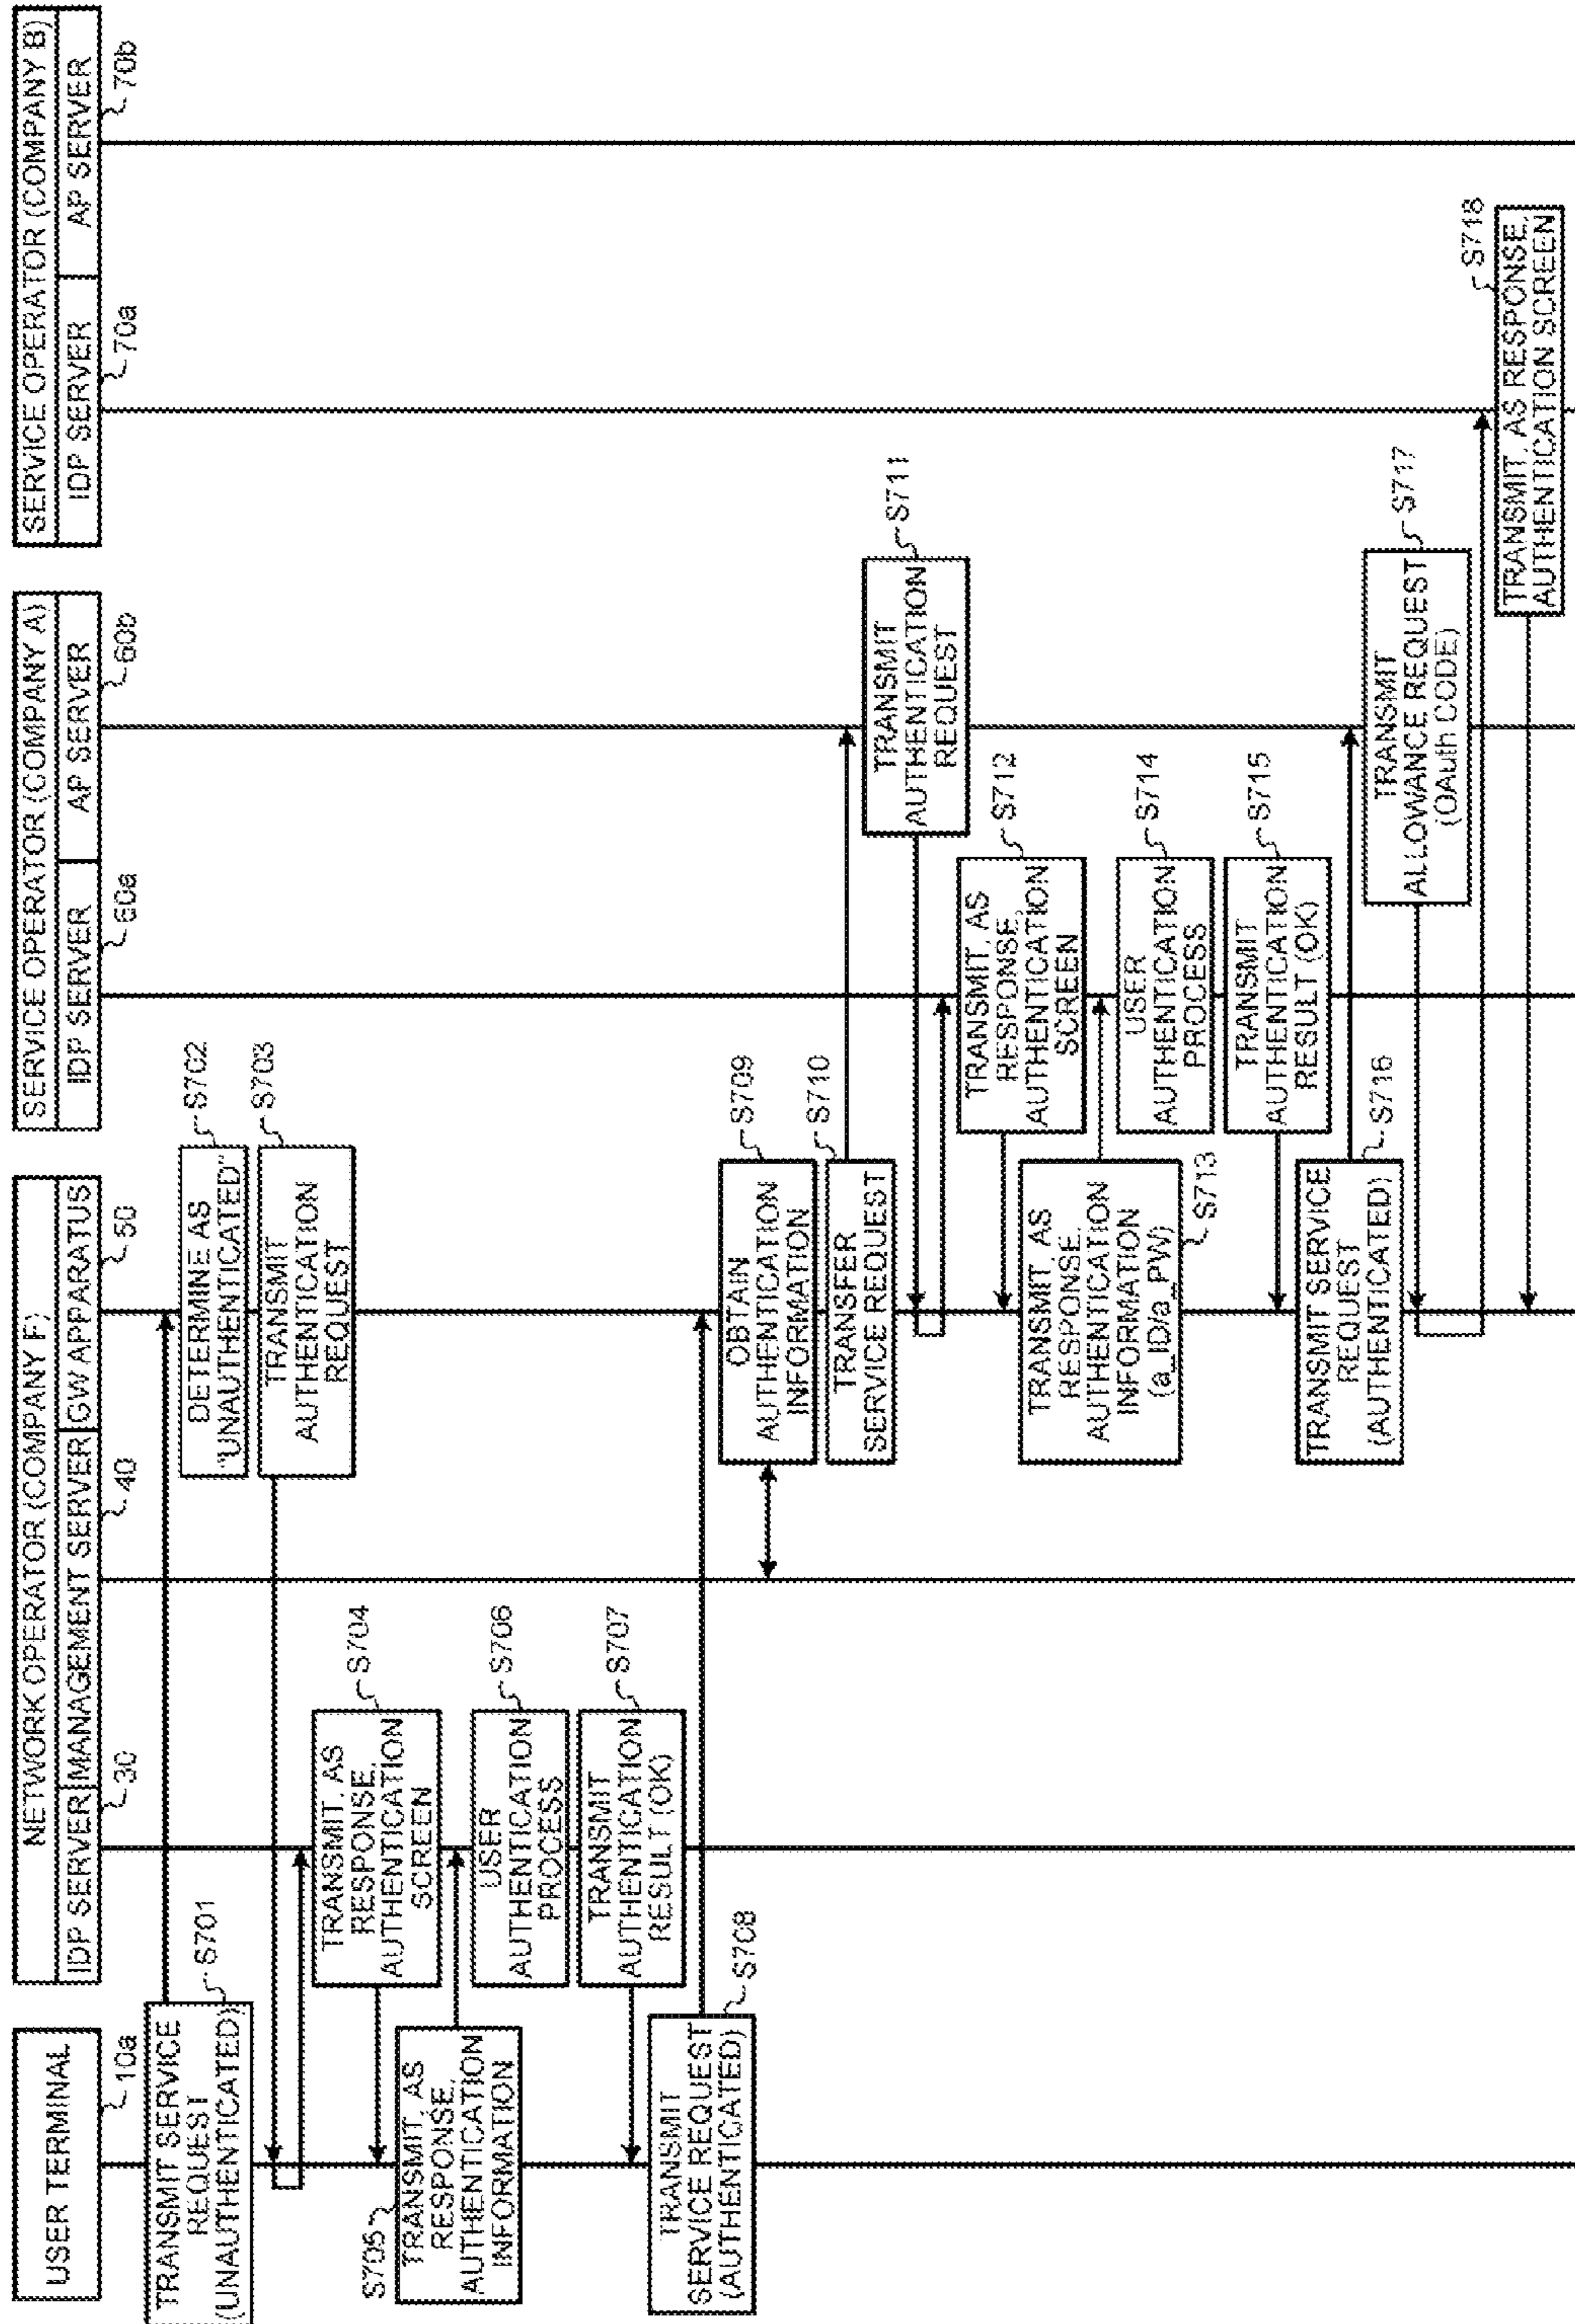 USER TERMINAL
10a
NETWORK OPERATOR (COMPANY F)
IDP SERVER
MANAGEMENT SERVER
GW APPARATUS
30
40
50
SERVICE OPERATOR (COMPANY A)
IDP SERVER
AP SERVER
60a
60b
SERVICE OPERATOR (COMPANY B)
IDP SERVER
AP SERVER
70a
70b
TRANSMIT SERVICE
REQUEST
(UNAUTHENTICATED)
S701
DETERMINE AS
"UNAUTHENTICATED"
S702
TRANSMIT
AUTHENTICATION
REQUEST
S703
TRANSMIT, AS
RESPONSE,
AUTHENTICATION
SCREEN
S704
S705
TRANSMIT, AS
RESPONSE,
AUTHENTICATION
INFORMATION
USER
AUTHENTICATION
PROCESS
S706
TRANSMIT
AUTHENTICATION
RESULT (OK)
S707
TRANSMIT
SERVICE REQUEST
(AUTHENTICATED)
S708
OBTAIN
AUTHENTICATION
INFORMATION
S709
TRANSFER
SERVICE REQUEST
S710
TRANSMIT
AUTHENTICATION
REQUEST
S711
TRANSMIT, AS
RESPONSE,
AUTHENTICATION
SCREEN
S712
TRANSMIT, AS
RESPONSE,
AUTHENTICATION
INFORMATION
(a_ID/a_PW)
S713
USER
AUTHENTICATION
PROCESS
S714
TRANSMIT
AUTHENTICATION
RESULT (OK)
S715
TRANSMIT SERVICE
REQUEST
(AUTHENTICATED)
S716
TRANSMIT
ALLOWANCE REQUEST
(OAuth CODE)
S717
TRANSMIT, AS RESPONSE,
AUTHENTICATION SCREEN
S718